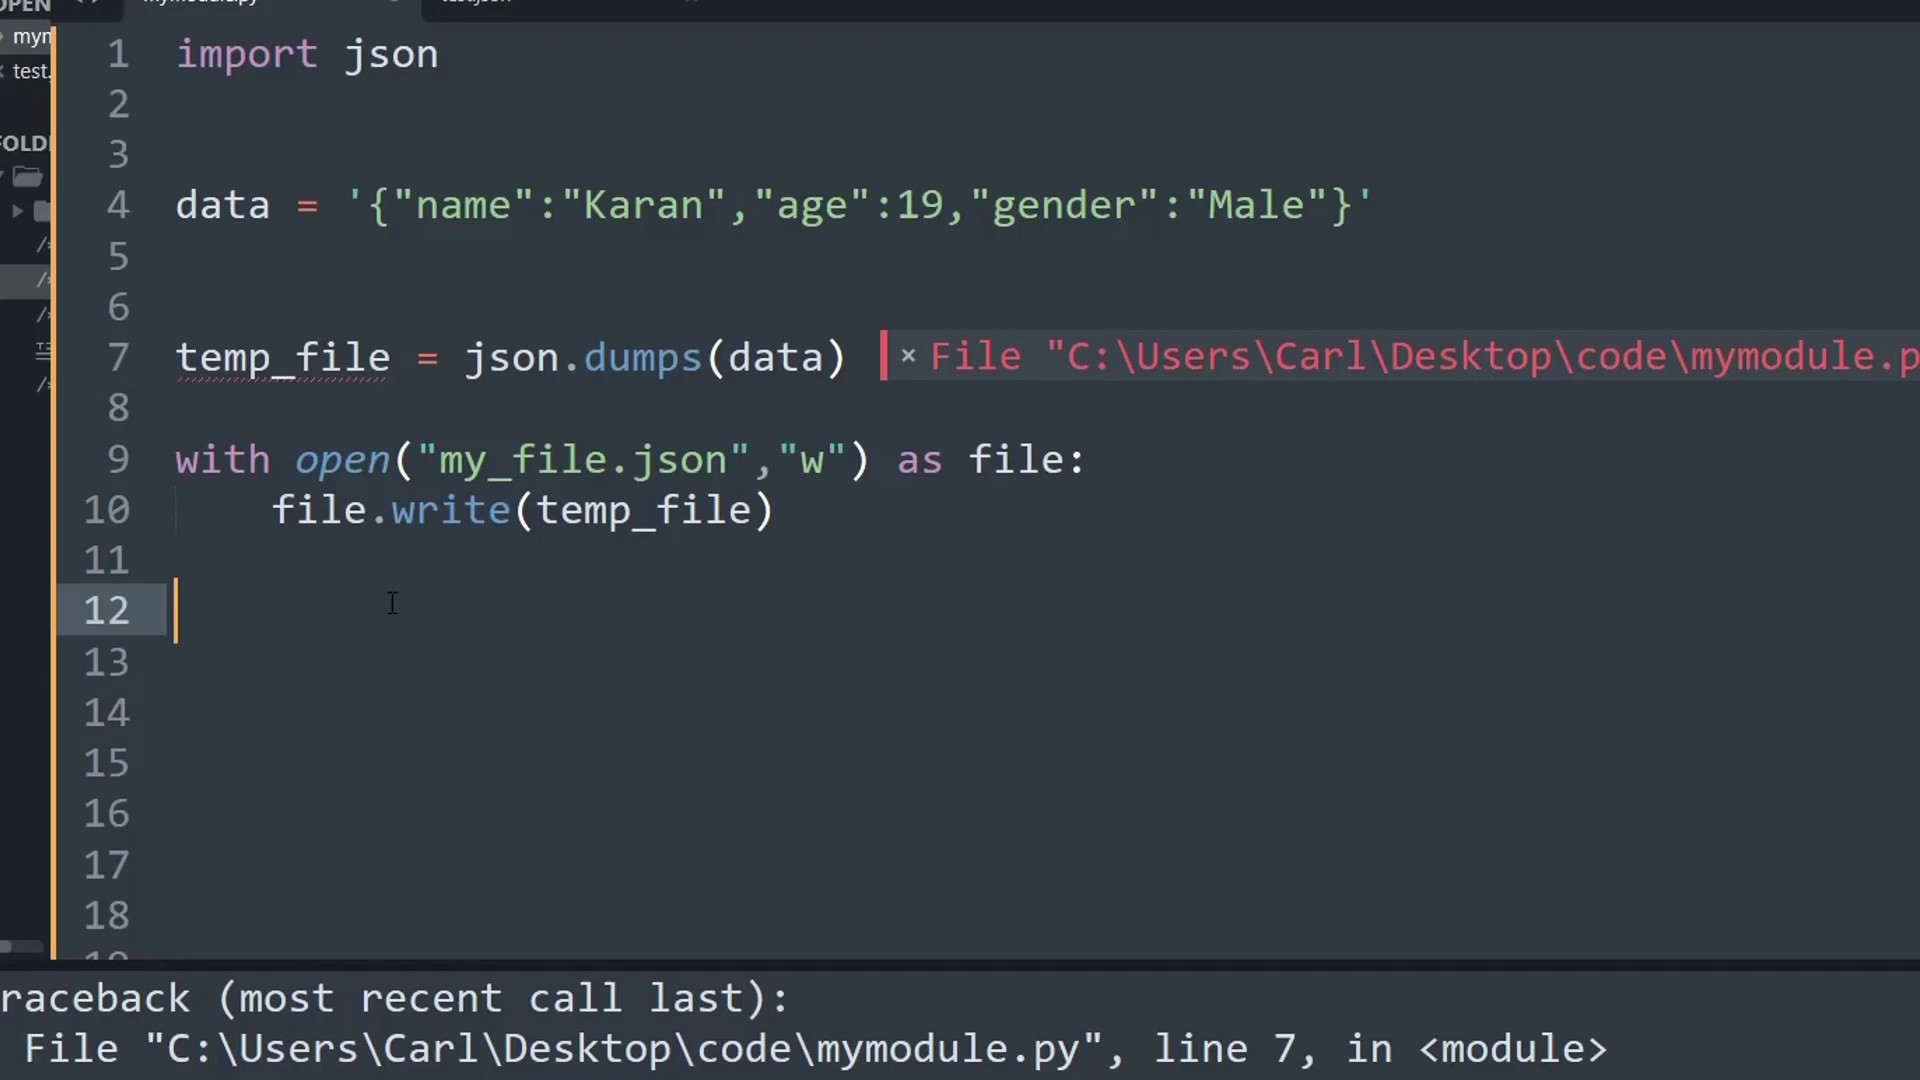 OPEN
mym
test.
FOLD
1 import json
2
3
4 data = '{"name":"Karan","age":19,"gender":"Male"}'
5
6
7 temp_file = json.dumps(data) × File "C:\Users\Carl\Desktop\code\mymodule.p
8
9 with open("my_file.json","w") as file:
10 file.write(temp_file)
11
12
13
14
15
16
17
18
raceback (most recent call last):
File "C:\Users\Carl\Desktop\code\mymodule.py", line 7, in <module>